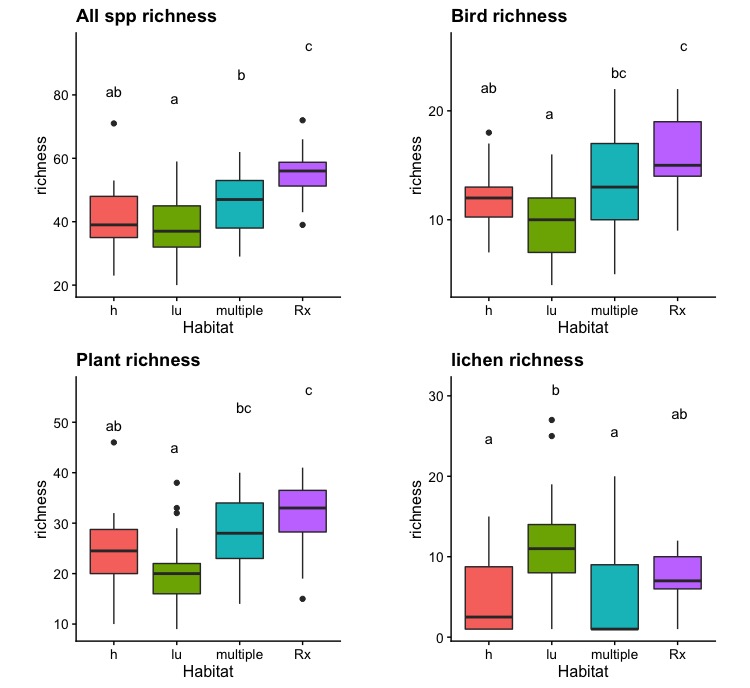 All spp richness
c
b
ab
a
80
60
40
20
richness
h
lu
multiple
Rx
Habitat
Bird richness
c
bc
ab
a
20
10
richness
h
lu
multiple
Rx
Habitat
Plant richness
c
bc
ab
a
50
40
30
20
10
richness
h
lu
multiple
Rx
Habitat
lichen richness
b
ab
a
a
30
20
10
0
richness
h
lu
multiple
Rx
Habitat